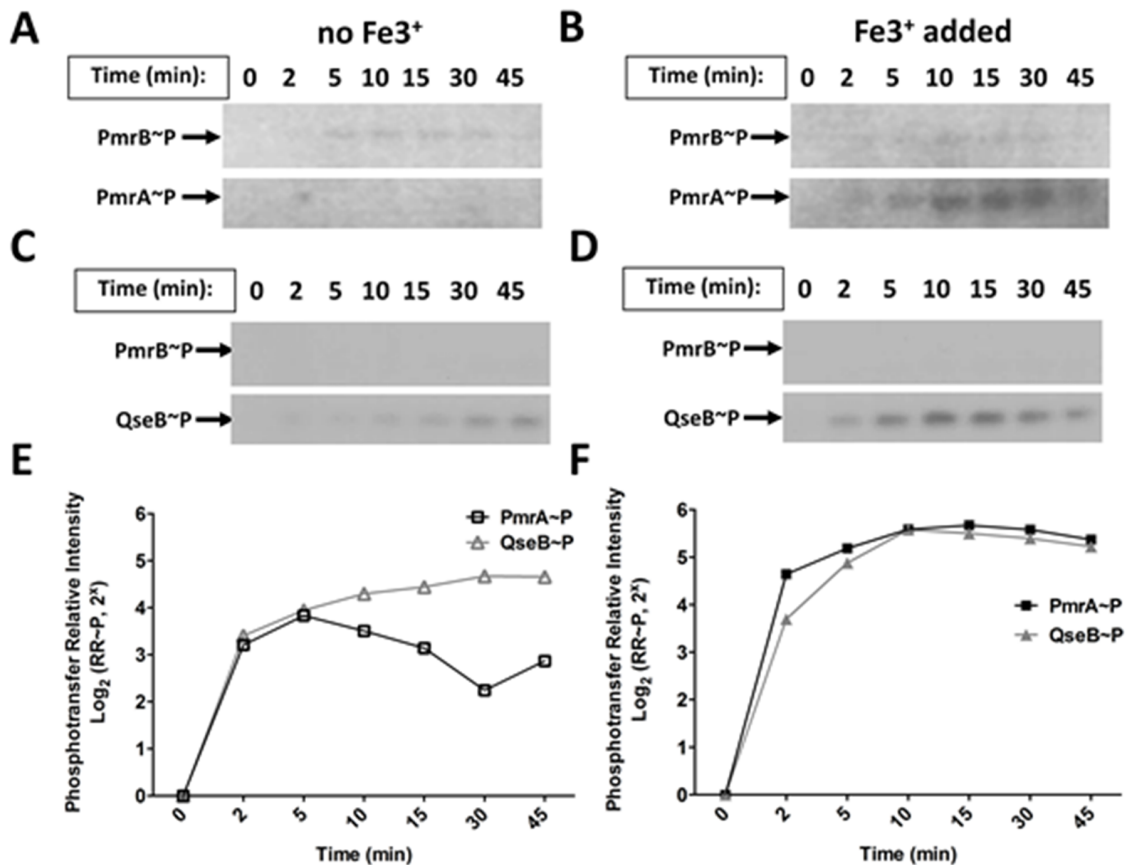 A
no Fe3⁺
Time (min): 0 2 5 10 15 30 45
PmrB~P
PmrA~P
B
Fe3⁺ added
Time (min): 0 2 5 10 15 30 45
PmrB~P
PmrA~P
C
Time (min): 0 2 5 10 15 30 45
PmrB~P
QseB~P
D
Time (min): 0 2 5 10 15 30 45
PmrB~P
QseB~P
E
Phosphotransfer Relative Intensity
Log₂ (RR~P, 2ˣ)
6
5
4
3
2
1
0
PmrA~P
QseB~P
0 2 5 10 15 30 45
Time (min)
F
Phosphotransfer Relative Intensity
Log₂ (RR~P, 2ˣ)
6
5
4
3
2
1
0
PmrA~P
QseB~P
0 2 5 10 15 30 45
Time (min)